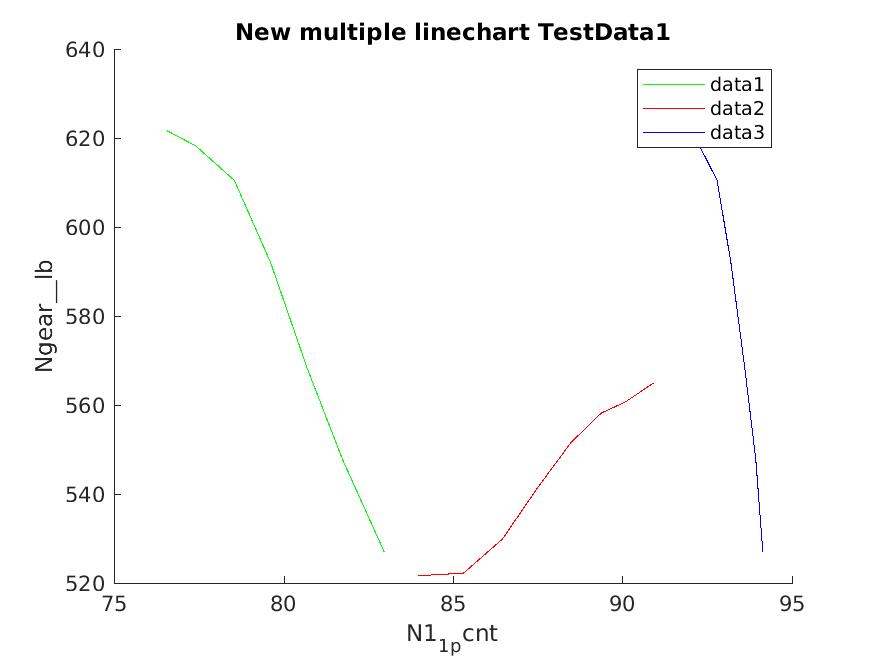 New multiple linechart TestData1
640
620
600
580
560
540
520
Ngear__lb
75
80
85
90
95
N1₁ₚcnt
data1
data2
data3